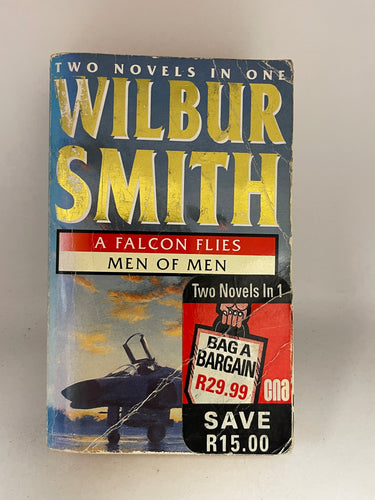 TWO NOVELS IN ONE
WILBUR
SMITH
A FALCON FLIES
MEN OF MEN
Two Novels In 1
BAG A
BARGAIN
R29.99
cna
SAVE
R15.00